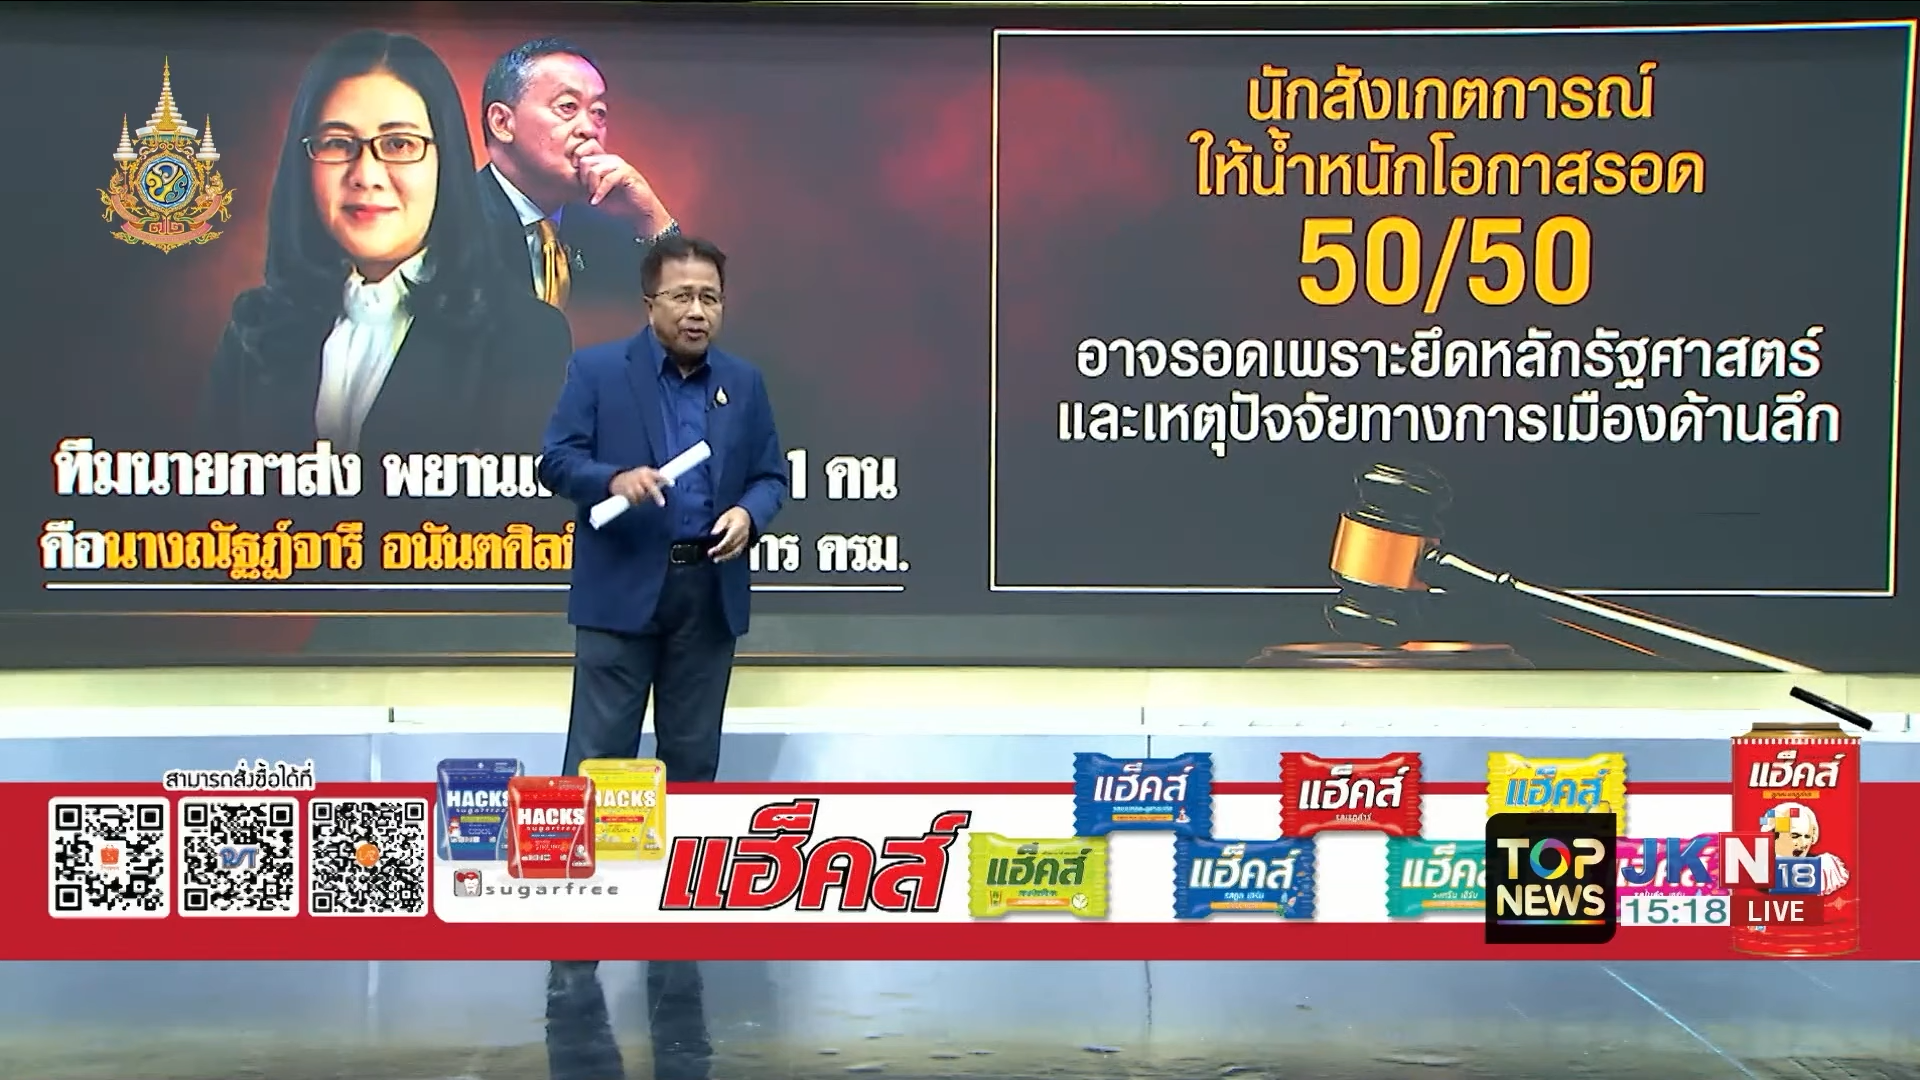 นักสังเกตการณ์
ให้น้ำหนักโอกาสรอด
50/50
อาจรอดเพราะยึดหลักรัฐศาสตร์
และเหตุปัจจัยทางการเมืองด้านลึก
ทีมนายกฯส่ง พยาน 1 คน
คือนางณัฐฎ์จารี อนันตศิลป์ ครม.
สามารถสั่งซื้อได้ที่
HACKS
sugarfree
HACKS
sugarfree
HACKS
sugarfree
แฮ็คส์
แฮ็คส์
แฮ็คส์
แฮ็คส์
แฮ็คส์
แฮ็คส์
แฮ็คส์
TOP
NEWS
JKN
18
15:18
LIVE